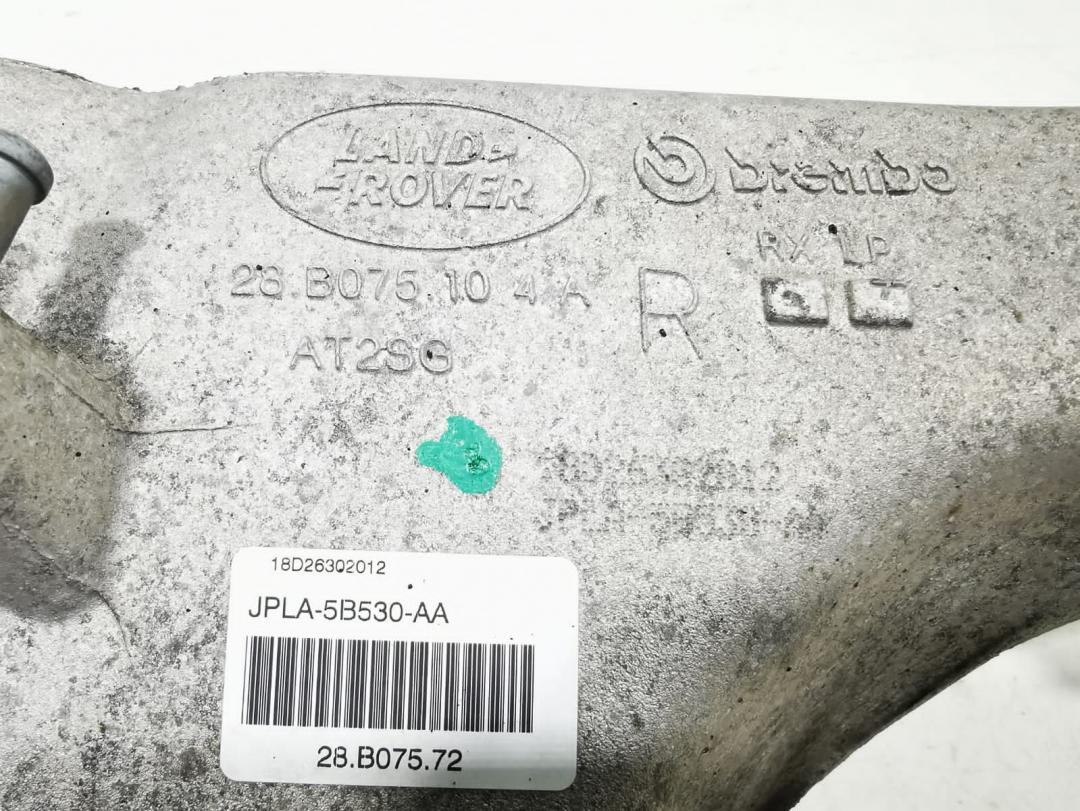 LAND
ROVER
brembo
28.B075.10 4 A
R
RX LP
AT2SG
18D26302012
JPLA-5B530-AA
28.B075.72